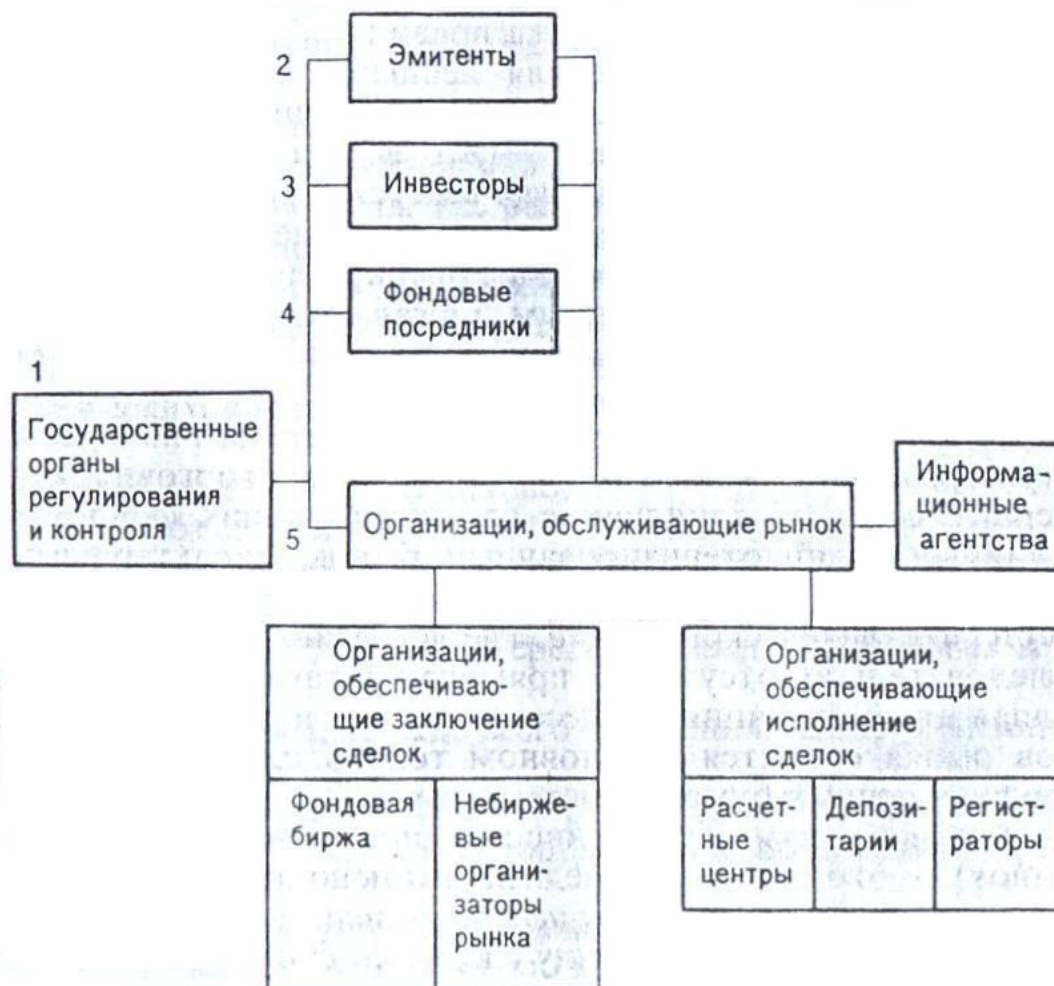 2
Эмитенты
3
Инвесторы
4
Фондовые
посредники
1
Государственные
органы
регулирования
и контроля
5
Организации, обслуживающие рынок
Информа-
ционные
агентства
Организации,
обеспечиваю-
щие заключение
сделок
Фондовая
биржа
Небирже-
вые
органи-
заторы
рынка
Организации,
обеспечивающие
исполнение
сделок
Расчет-
ные
центры
Депози-
тарии
Регист-
раторы